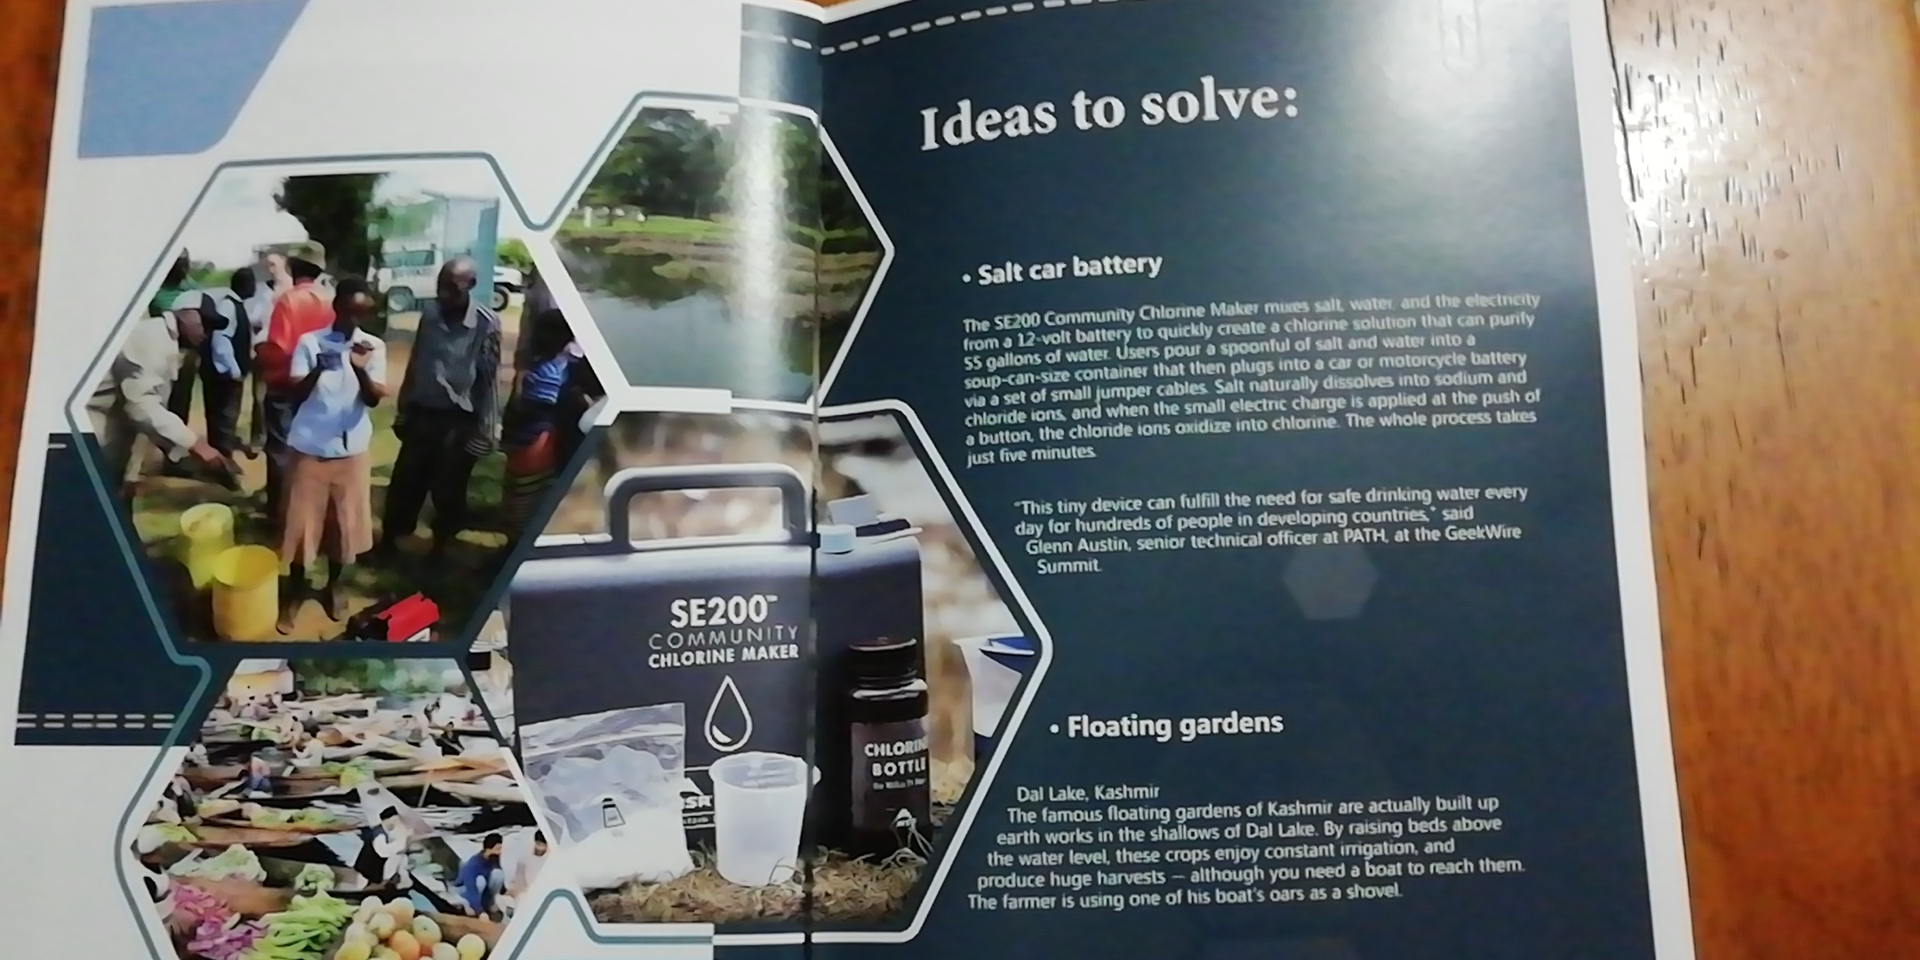 Ideas to solve:
• Salt car battery
The SE200 Community Chlorine Maker mixes salt, water, and the electricity
from a 12-volt battery to quickly create a chlorine solution that can purify
55 gallons of water. Users pour a spoonful of salt and water into a
soup-can-size container that then plugs into a car or motorcycle battery
via a set of small jumper cables. Salt naturally dissolves into sodium and
chloride ions, and when the small electric charge is applied at the push of
a button, the chloride ions oxidize into chlorine. The whole process takes
just five minutes.
"This tiny device can fulfill the need for safe drinking water every
day for hundreds of people in developing countries," said
Glenn Austin, senior technical officer at PATH, at the GeekWire
Summit.
• Floating gardens
Dal Lake, Kashmir
The famous floating gardens of Kashmir are actually built up
earth works in the shallows of Dal Lake. By raising beds above
the water level, these crops enjoy constant irrigation, and
produce huge harvests — although you need a boat to reach them.
The farmer is using one of his boat's oars as a shovel.
SE200™
COMMUNITY
CHLORINE MAKER
CHLORIN
BOTTLE
MSR